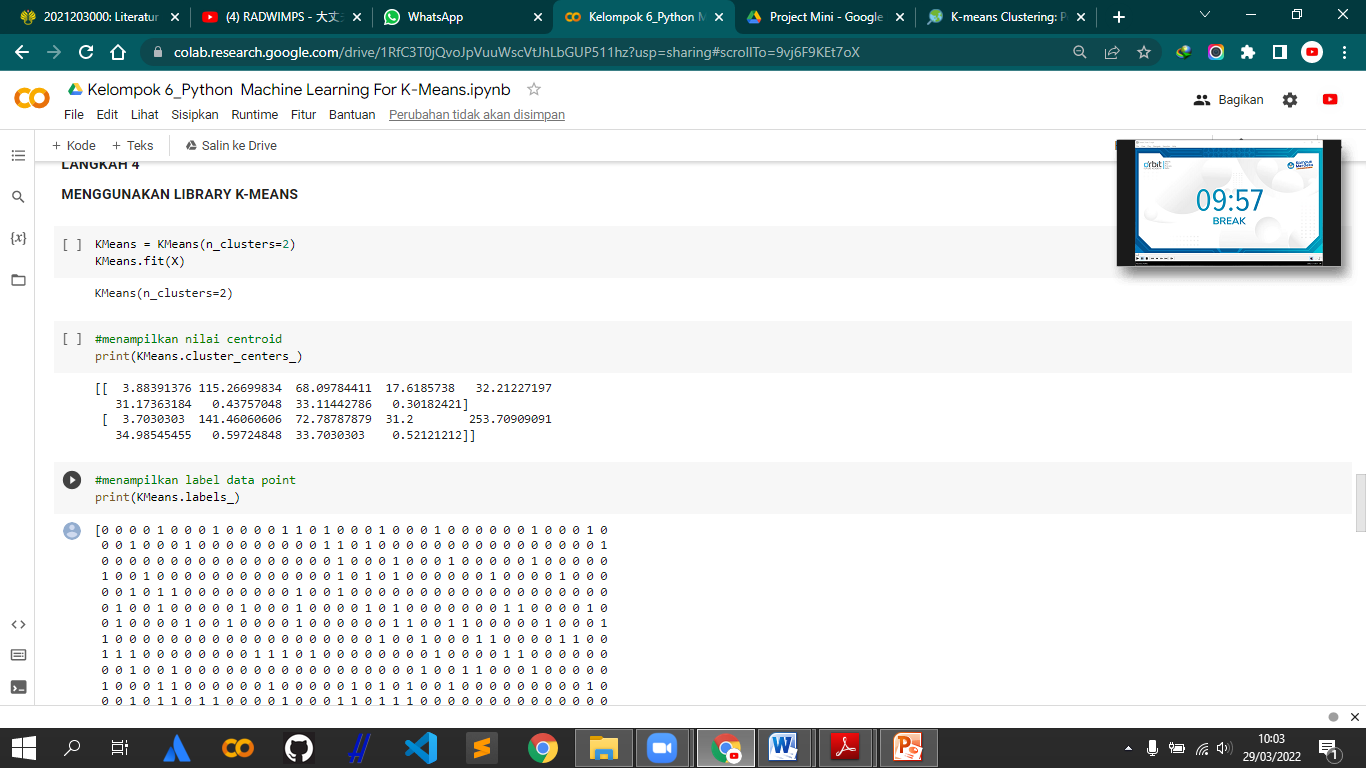 2021203000: Literatur
(4) RADWIMPS - 大丈
WhatsApp
Kelompok 6_Python M
Project Mini - Google
K-means Clustering: P
colab.research.google.com/drive/1RfC3T0jQvoJpVuuWscVtJhLbGUP511hz?usp=sharing#scrollTo=9vj6F9KEt7oX
CO
Kelompok 6_Python Machine Learning For K-Means.ipynb
File Edit Lihat Sisipkan Runtime Fitur Bantuan Perubahan tidak akan disimpan
Bagikan
+ Kode + Teks Salin ke Drive
LANGKAH 4
MENGGUNAKAN LIBRARY K-MEANS
orbit
09:57
BREAK
[ ] KMeans = KMeans(n_clusters=2)
KMeans.fit(X)
KMeans(n_clusters=2)
[ ] #menampilkan nilai centroid
print(KMeans.cluster_centers_)
[[ 3.88391376 115.26699834 68.09784411 17.6185738 32.21227197
31.17363184 0.43757048 33.11442786 0.30182421]
[ 3.7030303 141.46060606 72.78787879 31.2 253.70909091
34.98545455 0.59724848 33.7030303 0.52121212]]
#menampilkan label data point
print(KMeans.labels_)
[0 0 0 0 1 0 0 0 1 0 0 0 0 1 1 0 1 0 0 0 1 0 0 0 1 0 0 0 0 0 0 1 0 0 0 1 0
0 0 1 0 0 0 1 0 0 0 0 0 0 0 0 0 1 1 0 1 0 0 0 0 0 0 0 0 0 0 0 0 0 0 0 0 1
0 0 0 0 0 0 0 0 0 0 0 0 0 0 0 0 0 1 0 0 0 1 0 0 0 1 0 0 0 0 0 1 0 0 0 0 0
1 0 0 1 0 0 0 0 0 0 0 0 0 0 0 0 0 1 0 1 0 1 0 0 0 0 0 0 1 0 0 0 0 1 0 0 0
0 0 1 0 1 1 0 0 0 0 0 0 0 0 1 0 0 1 0 0 0 0 0 0 0 0 0 0 0 0 0 0 0 0 0 0 0
0 1 0 0 1 0 0 0 0 0 1 0 0 0 1 0 0 0 0 1 0 1 0 0 0 0 0 0 0 1 1 0 0 0 0 1 0
0 1 0 0 0 0 1 0 0 1 0 0 0 0 1 0 0 0 0 0 0 1 1 0 0 1 1 0 0 0 0 0 1 0 0 0 1
1 0 0 0 0 0 0 0 0 0 0 0 0 0 0 0 0 0 0 0 1 0 0 1 0 0 0 1 1 0 0 0 0 1 1 0 0
1 1 1 0 0 0 0 0 0 0 0 1 1 1 0 1 0 0 0 0 0 0 0 0 1 0 0 0 0 1 1 0 0 0 0 0 0
0 0 1 0 0 1 0 0 0 0 0 0 0 0 0 0 0 0 0 0 0 0 0 1 0 0 1 1 0 0 0 1 0 0 0 0 0
1 0 0 0 1 1 0 0 0 0 0 0 1 0 0 0 0 0 1 0 1 0 1 0 0 1 0 0 0 0 0 0 0 0 0 1 0
0 0 1 0 1 1 0 1 1 0 0 0 0 1 0 0 0 1 1 0 1 1 1 0 0 0 0 0 0 0 0 0 0 0 0 0 0
10:03
29/03/2022
1